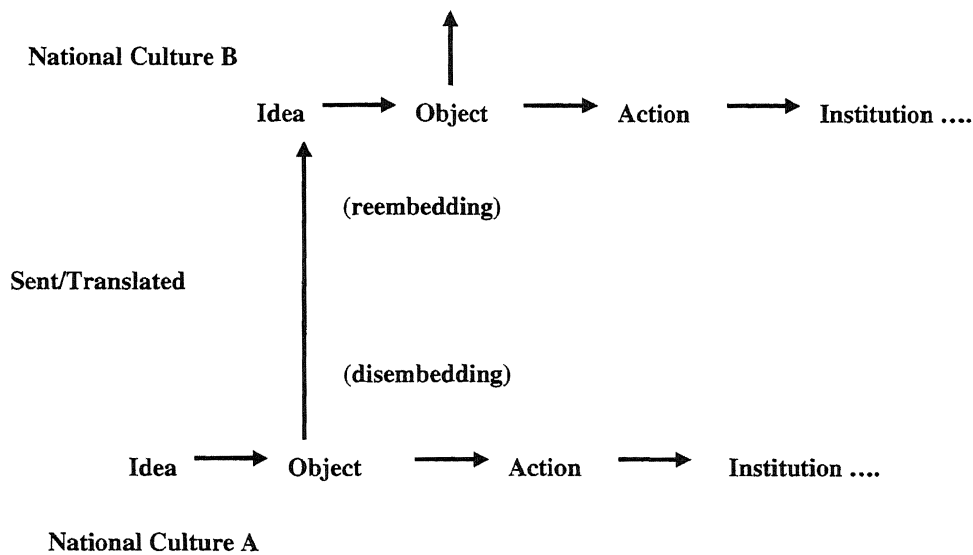 National Culture B
Idea Object Action Institution ....
(reembedding)
Sent/Translated
(disembedding)
Idea Object Action Institution ....
National Culture A